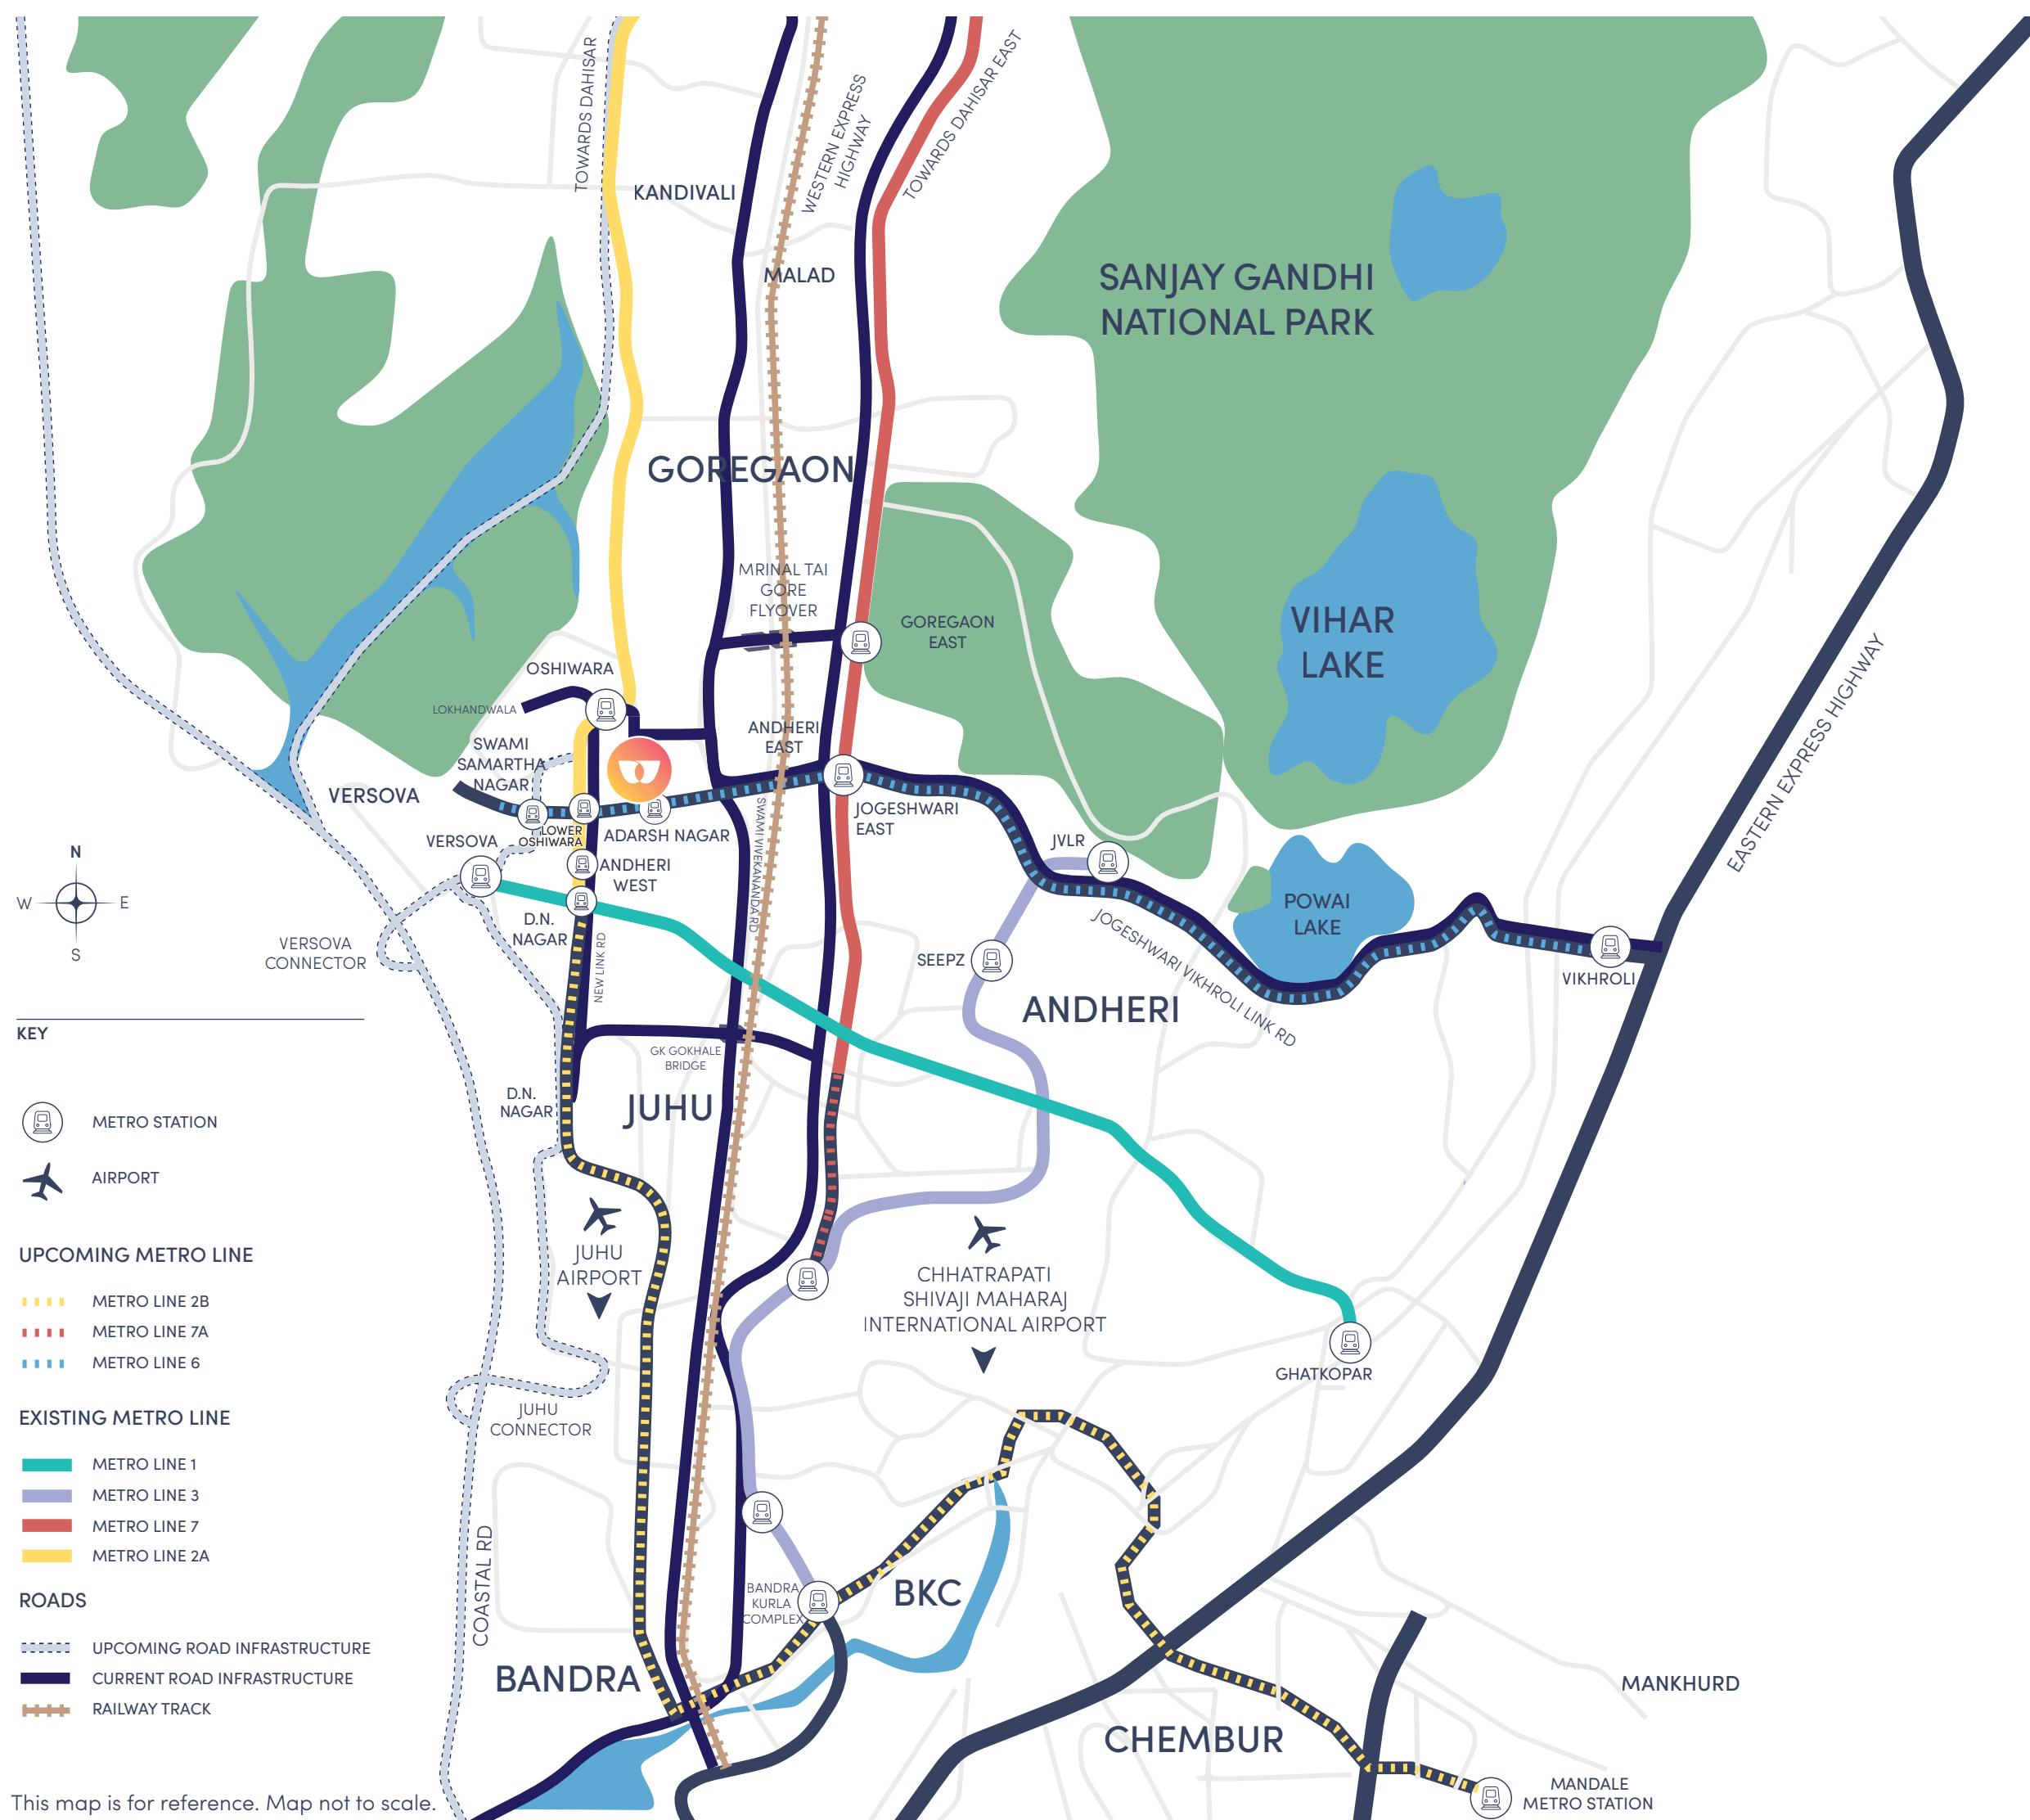 TOWARDS DAHISAR
KANDIVALI
WESTERN EXPRESS
HIGHWAY
TOWARDS DAHISAR EAST
MALAD
SANJAY GANDHI
NATIONAL PARK
GOREGAON
MRINAL TAI
GORE
FLYOVER
GOREGAON
EAST
VIHAR
LAKE
EASTERN EXPRESS HIGHWAY
OSHIWARA
LOKHANDWALA
SWAMI
SAMARTHA
NAGAR
ANDHERI
EAST
VERSOVA
VERSOVA
LOWER
OSHIWARA
ADARSH NAGAR
JOGESHWARI
EAST
SWAMI VIVEKANANDA RD
JVLR
ANDHERI
WEST
POWAI
LAKE
D.N.
NAGAR
NEW LINK RD
VERSOVA
CONNECTOR
SEEPZ
JOGESHWARI VIKHROLI LINK RD
VIKHROLI
ANDHERI
GK GOKHALE
BRIDGE
D.N.
NAGAR
JUHU
JUHU
AIRPORT
CHHATRAPATI
SHIVAJI MAHARAJ
INTERNATIONAL AIRPORT
GHATKOPAR
JUHU
CONNECTOR
COASTAL RD
BANDRA
KURLA
COMPLEX
BKC
BANDRA
CHEMBUR
MANKHURD
MANDALE
METRO STATION
N
W
E
S
KEY
METRO STATION
AIRPORT
UPCOMING METRO LINE
METRO LINE 2B
METRO LINE 7A
METRO LINE 6
EXISTING METRO LINE
METRO LINE 1
METRO LINE 3
METRO LINE 7
METRO LINE 2A
ROADS
UPCOMING ROAD INFRASTRUCTURE
CURRENT ROAD INFRASTRUCTURE
RAILWAY TRACK
This map is for reference. Map not to scale.